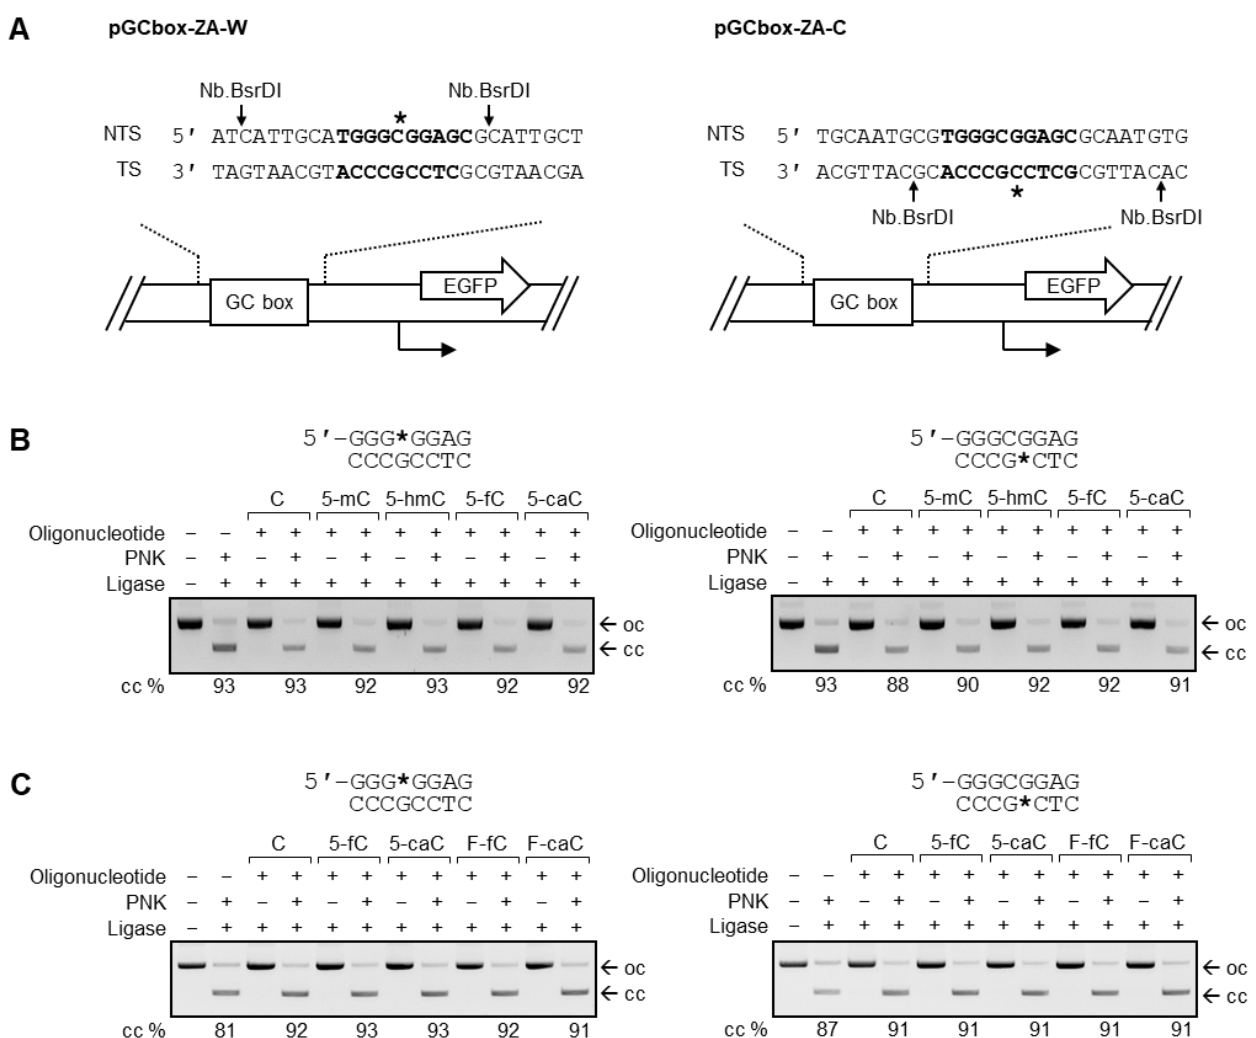 A
pGCbox-ZA-W
pGCbox-ZA-C
Nb.BsrDI
Nb.BsrDI
*
NTS 5′ ATCATTGCATGGGCGGAGCGCATTGCT
TS 3′ TAGTAACGTACCCGCCTCGCGTAACGA
NTS 5′ TGCAATGCGTGGGCGGAGCGCAATGTG
TS 3′ ACGTTACGCACCCGCCTCGCGTTACAC
*
Nb.BsrDI
Nb.BsrDI
GC box
EGFP
GC box
EGFP
B
5′–GGG*GGAG
CCCGCCTC
C 5-mC 5-hmC 5-fC 5-caC
Oligonucleotide – – + + + + + + + + + +
PNK – + – + – + – + – + – +
Ligase – + + + + + + + + + + +
← oc
← cc
cc % 93 93 92 93 92 92
5′–GGGCGGAG
CCCG*CTC
C 5-mC 5-hmC 5-fC 5-caC
Oligonucleotide – – + + + + + + + + + +
PNK – + – + – + – + – + – +
Ligase – + + + + + + + + + + +
← oc
← cc
cc % 93 88 90 92 92 91
C
5′–GGG*GGAG
CCCGCCTC
C 5-fC 5-caC F-fC F-caC
Oligonucleotide – – + + + + + + + + + +
PNK – + – + – + – + – + – +
Ligase – + + + + + + + + + + +
← oc
← cc
cc % 81 92 93 93 92 91
5′–GGGCGGAG
CCCG*CTC
C 5-fC 5-caC F-fC F-caC
Oligonucleotide – – + + + + + + + + + +
PNK – + – + – + – + – + – +
Ligase – + + + + + + + + + + +
← oc
← cc
cc % 87 91 91 91 91 91